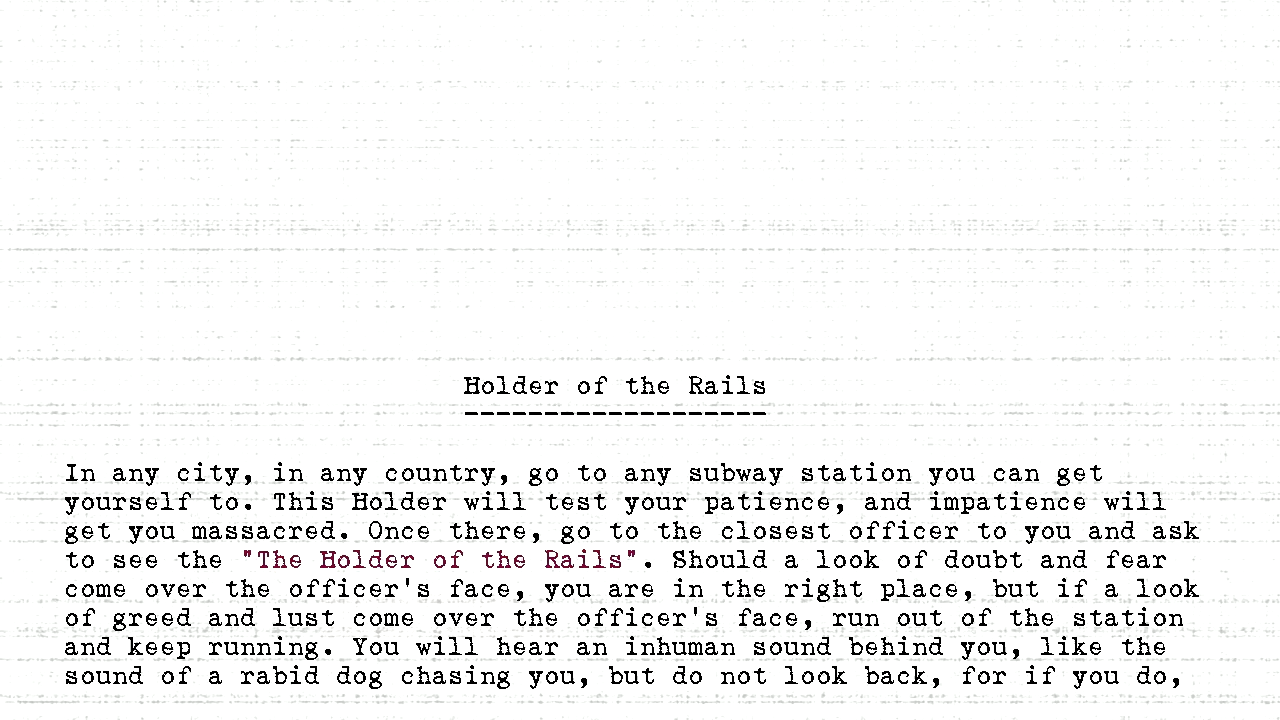 Holder of the Rails
-------------------
In any city, in any country, go to any subway station you can get
yourself to. This Holder will test your patience, and impatience will
get you massacred. Once there, go to the closest officer to you and ask
to see the "The Holder of the Rails". Should a look of doubt and fear
come over the officer's face, you are in the right place, but if a look
of greed and lust come over the officer's face, run out of the station
and keep running. You will hear an inhuman sound behind you, like the
sound of a rabid dog chasing you, but do not look back, for if you do,